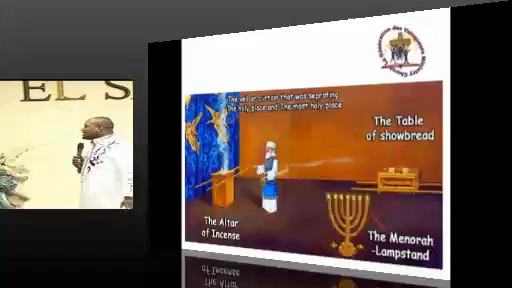 EL S
The veil or curtain that was seprating
The holy place and The most holy place
The Table
of showbread
The Altar
of Incense
The Menorah
-Lampstand